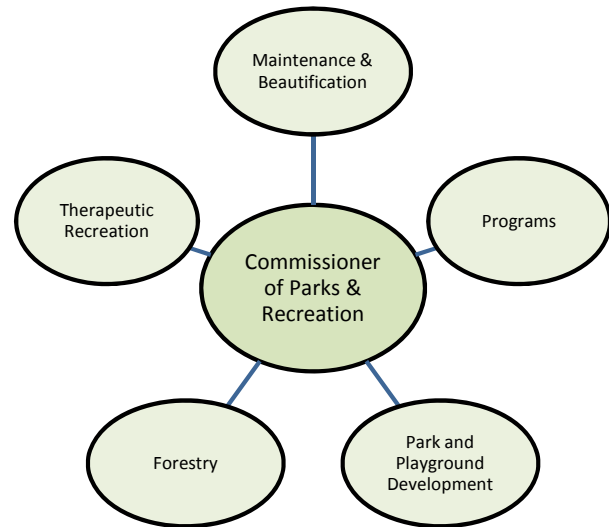 Maintenance &
Beautification
Therapeutic
Recreation
Programs
Commissioner
of Parks &
Recreation
Forestry
Park and
Playground
Development